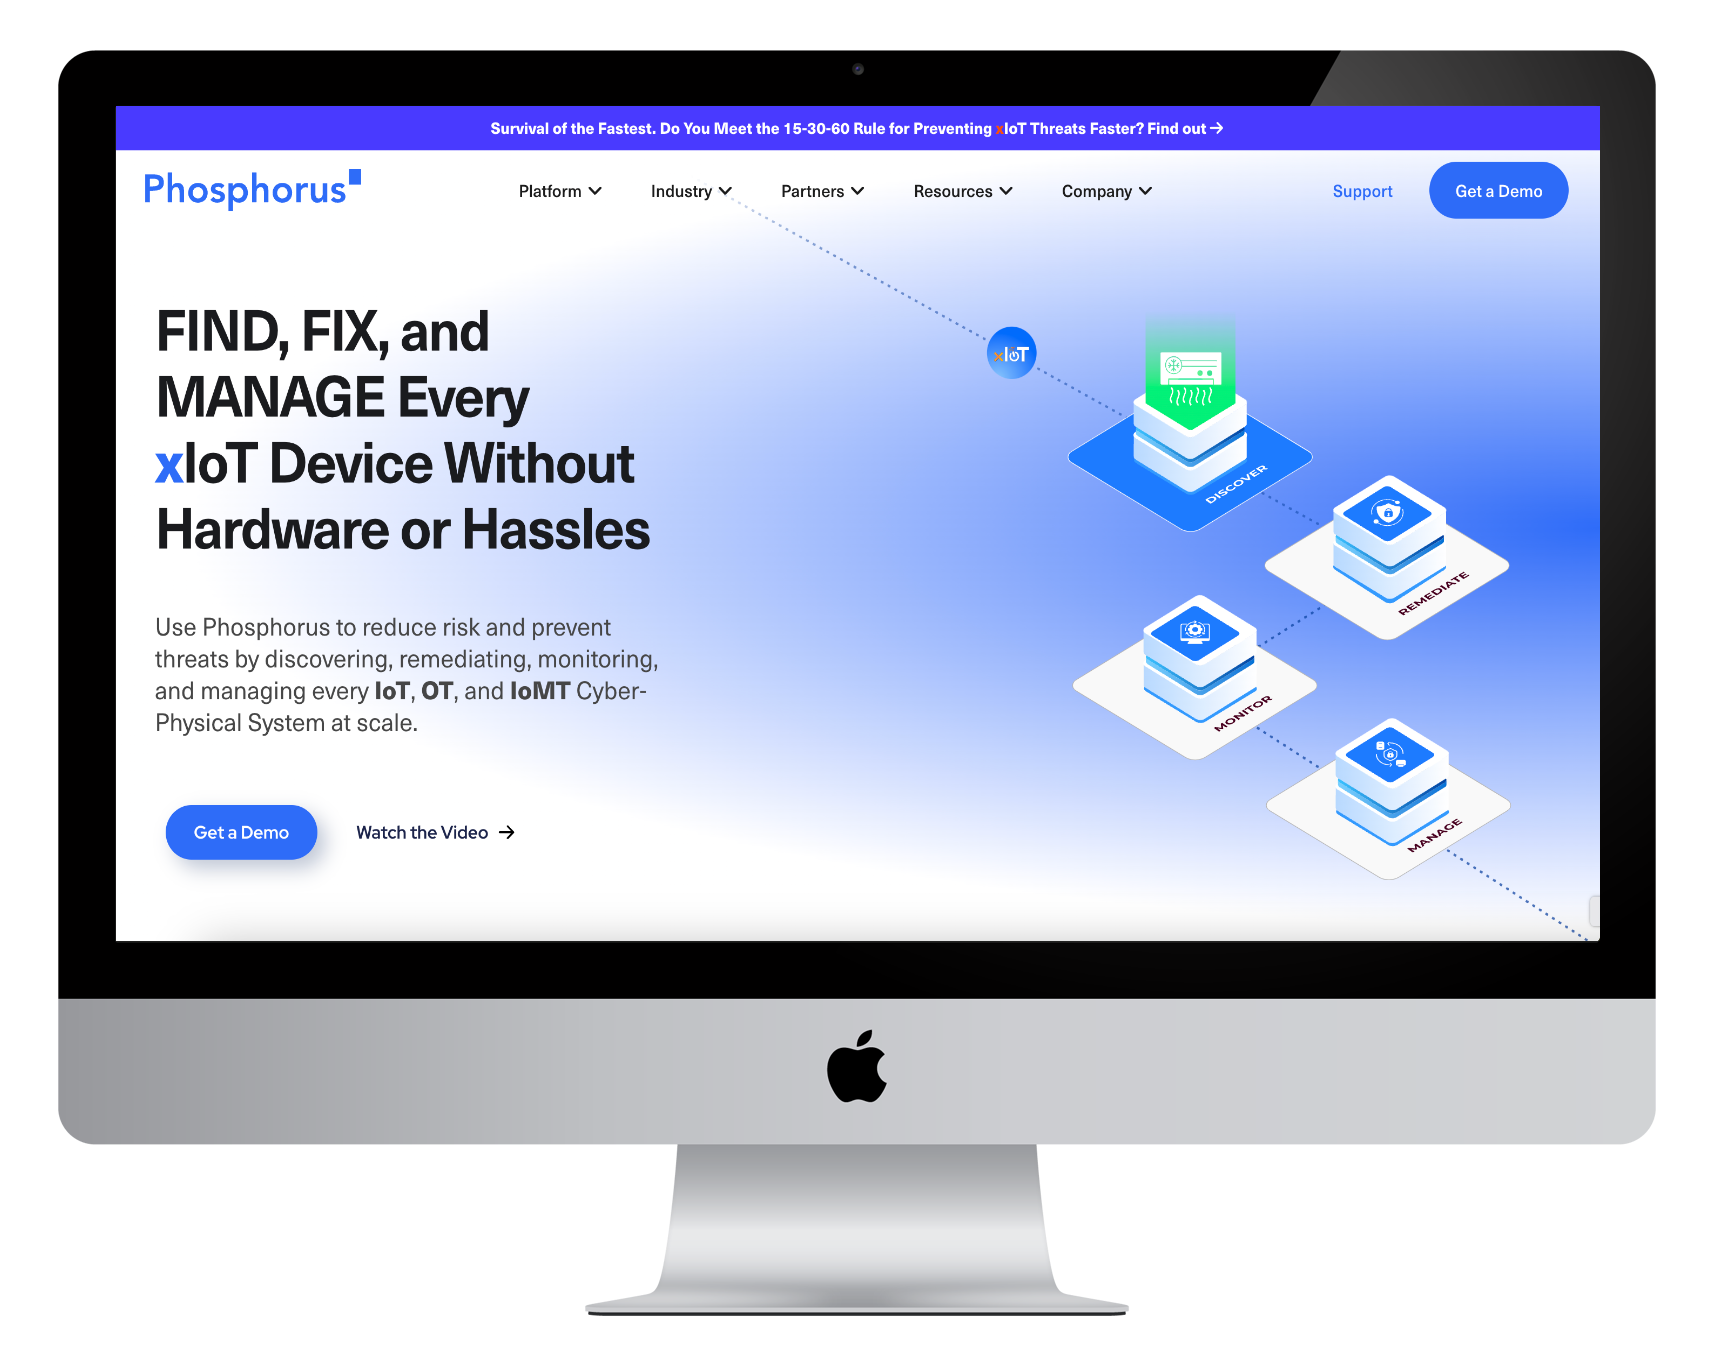 Survival of the Fastest. Do You Meet the 15-30-60 Rule for Preventing xIoT Threats Faster? Find out →
Phosphorus
Platform
Industry
Partners
Resources
Company
Support
Get a Demo
FIND, FIX, and
MANAGE Every
xIoT Device Without
Hardware or Hassles
xIoT
DISCOVER
REMEDIATE
MONITOR
MANAGE
Use Phosphorus to reduce risk and prevent
threats by discovering, remediating, monitoring,
and managing every IoT, OT, and IoMT Cyber-
Physical System at scale.
Get a Demo
Watch the Video →